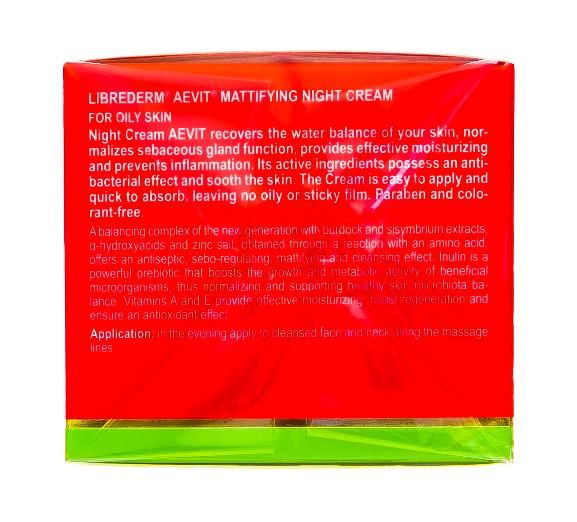 LIBREDERM® AEVIT® MATTIFYING NIGHT CREAM
FOR OILY SKIN
Night Cream AEVIT recovers the water balance of your skin, nor-
malizes sebaceous gland function, provides effective moisturizing
and prevents inflammation. Its active ingredients possess an anti-
bacterial effect and sooth the skin. The Cream is easy to apply and
quick to absorb, leaving no oily or sticky film. Paraben and colo-
rant-free.
A balancing complex of the new generation with burdock and sisymbrium extracts,
α-hydroxyacids and zinc salt, obtained through a reaction with an amino acid,
offers an antiseptic, sebo-regulating, mattifying and cleansing effect. Inulin is a
powerful prebiotic that boosts the growth and metabolic activity of beneficial
microorganisms, thus normalizing and supporting healthy skin microbiota ba-
lance. Vitamins A and E provide effective moisturizing, boost regeneration and
ensure an antioxidant effect.
Application: in the evening apply to cleansed face and neck along the massage
lines